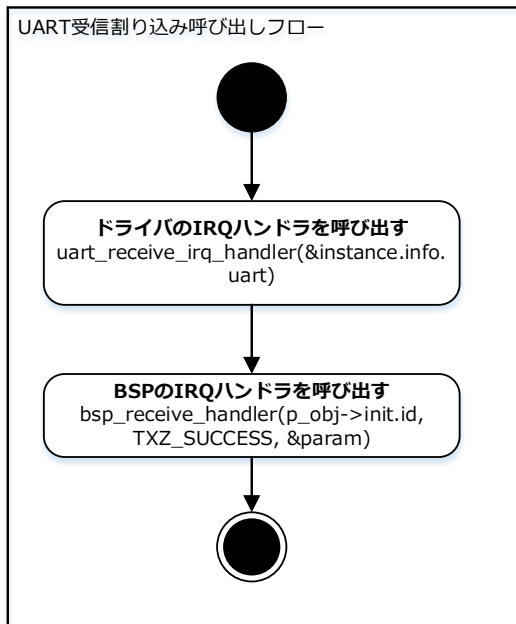 UART受信割り込み呼び出しフロー
ドライバのIRQハンドラを呼び出す
uart_receive_irq_handler(&instance.info.
uart)
BSPのIRQハンドラを呼び出す
bsp_receive_handler(p_obj->init.id,
TXZ_SUCCESS, &param)